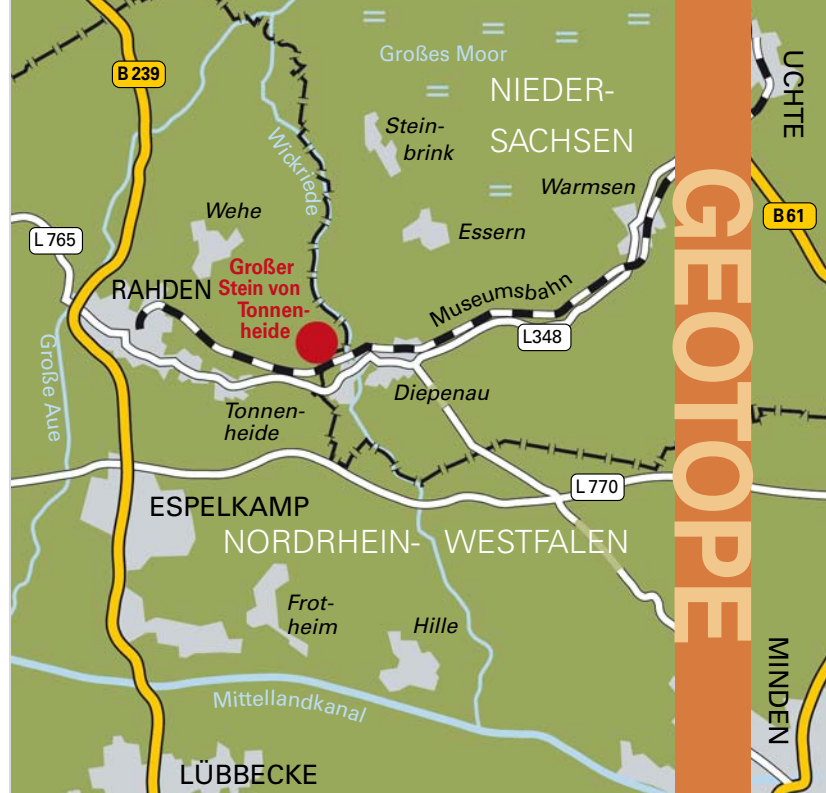 Großes Moor
B 239
NIEDER-
SACHSEN
UCHTE
Stein-
brink
Wickriede
Warmsen
Wehe
Essern
B 61
L 765
Großer
Stein von
Tonnen-
heide
RAHDEN
Museumsbahn
L348
Große Aue
Diepenau
Tonnen-
heide
GEOTOPE
L 770
ESPELKAMP
NORDRHEIN- WESTFALEN
Frot-
heim
Hille
MINDEN
Mittellandkanal
LÜBBECKE